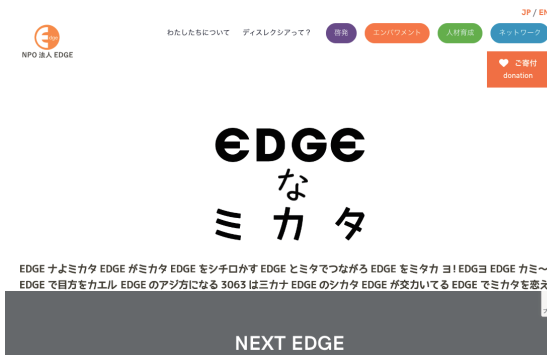 JP / EN
NPO 法人 EDGE
わたしたちについて ディスレクシアって？ 啓発 エンパワメント 人材育成 ネットワーク
ご寄付
donation
EDGE
な
ミカタ
EDGE ナよミカタ EDGE がミカタ EDGE をシチロかす EDGE とミタでつながろ EDGE をミタカ ヨ! EDGヨ EDGE カミ〜
EDGE で目方をカエル EDGE のアジ方になる 3063 は三カナ EDGE のシカタ EDGE が交力いてる EDGE でミカタを恋え
NEXT EDGE